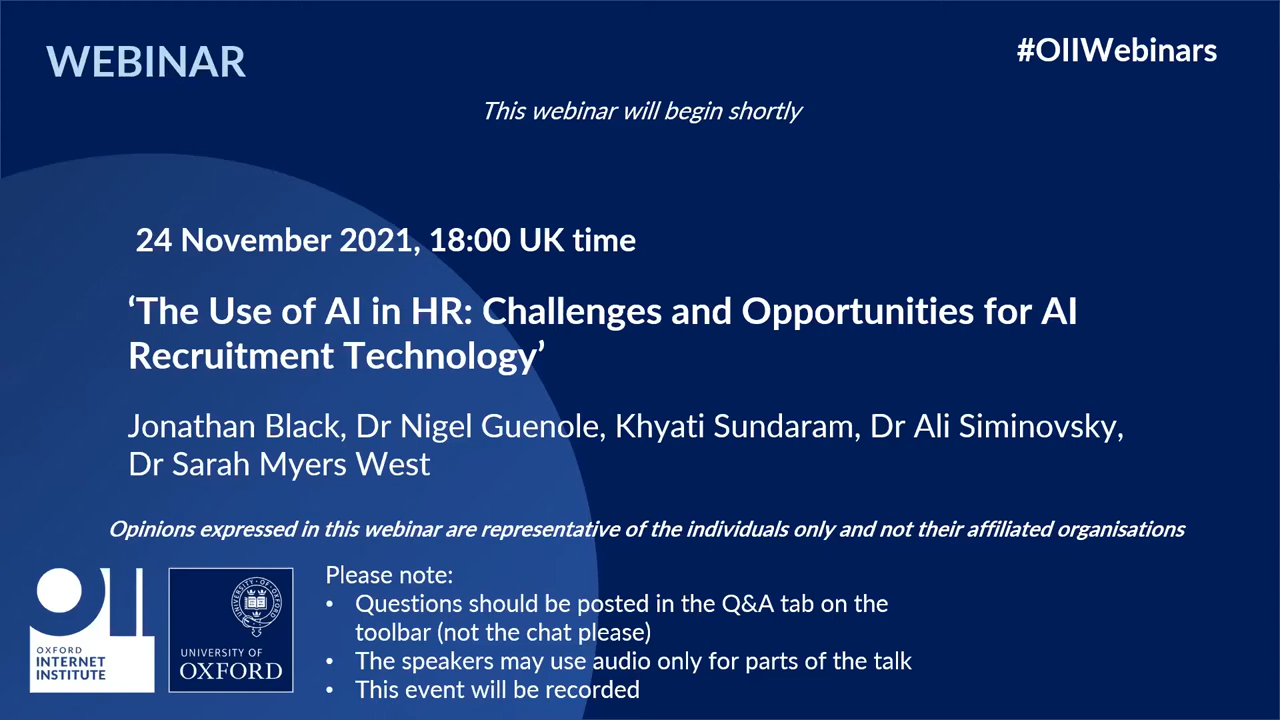 WEBINAR
#OIIWebinars
This webinar will begin shortly
24 November 2021, 18:00 UK time
‘The Use of AI in HR: Challenges and Opportunities for AI
Recruitment Technology’
Jonathan Black, Dr Nigel Guenole, Khyati Sundaram, Dr Ali Siminovsky,
Dr Sarah Myers West
Opinions expressed in this webinar are representative of the individuals only and not their affiliated organisations
Please note:
• Questions should be posted in the Q&A tab on the
toolbar (not the chat please)
• The speakers may use audio only for parts of the talk
• This event will be recorded
oii
OXFORD
INTERNET
INSTITUTE
UNIVERSITY OF OXFORD
UNIVERSITY OF
OXFORD